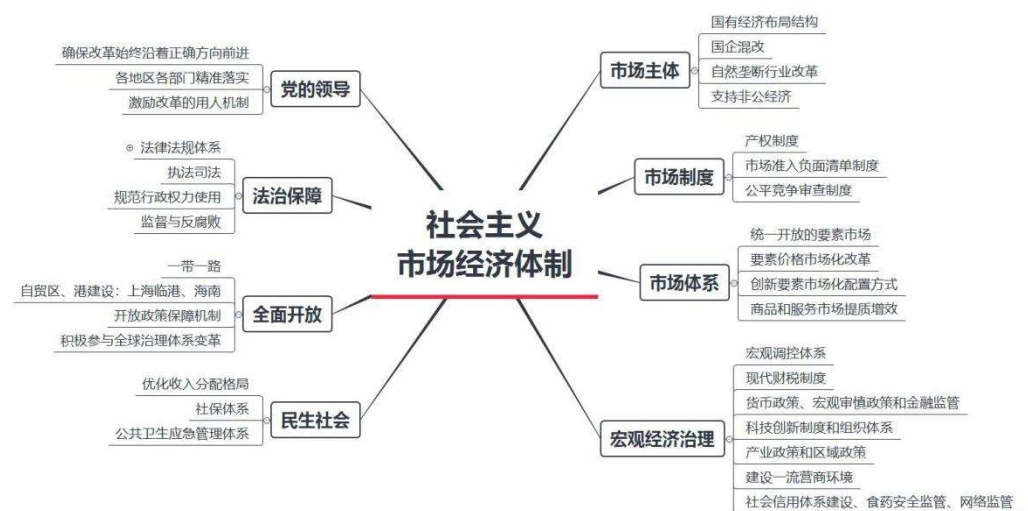 社会主义
市场经济体制
党的领导
确保改革始终沿着正确方向前进
各地区各部门精准落实
激励改革的用人机制
法治保障
法律法规体系
执法司法
规范行政权力使用
监督与反腐败
全面开放
一带一路
自贸区、港建设：上海临港、海南
开放政策保障机制
积极参与全球治理体系变革
民生社会
优化收入分配格局
社保体系
公共卫生应急管理体系
市场主体
国有经济布局结构
国企混改
自然垄断行业改革
支持非公经济
市场制度
产权制度
市场准入负面清单制度
公平竞争审查制度
市场体系
统一开放的要素市场
要素价格市场化改革
创新要素市场化配置方式
商品和服务市场提质增效
宏观经济治理
宏观调控体系
现代财税制度
货币政策、宏观审慎政策和金融监管
科技创新制度和组织体系
产业政策和区域政策
建设一流营商环境
社会信用体系建设、食药安全监管、网络监管